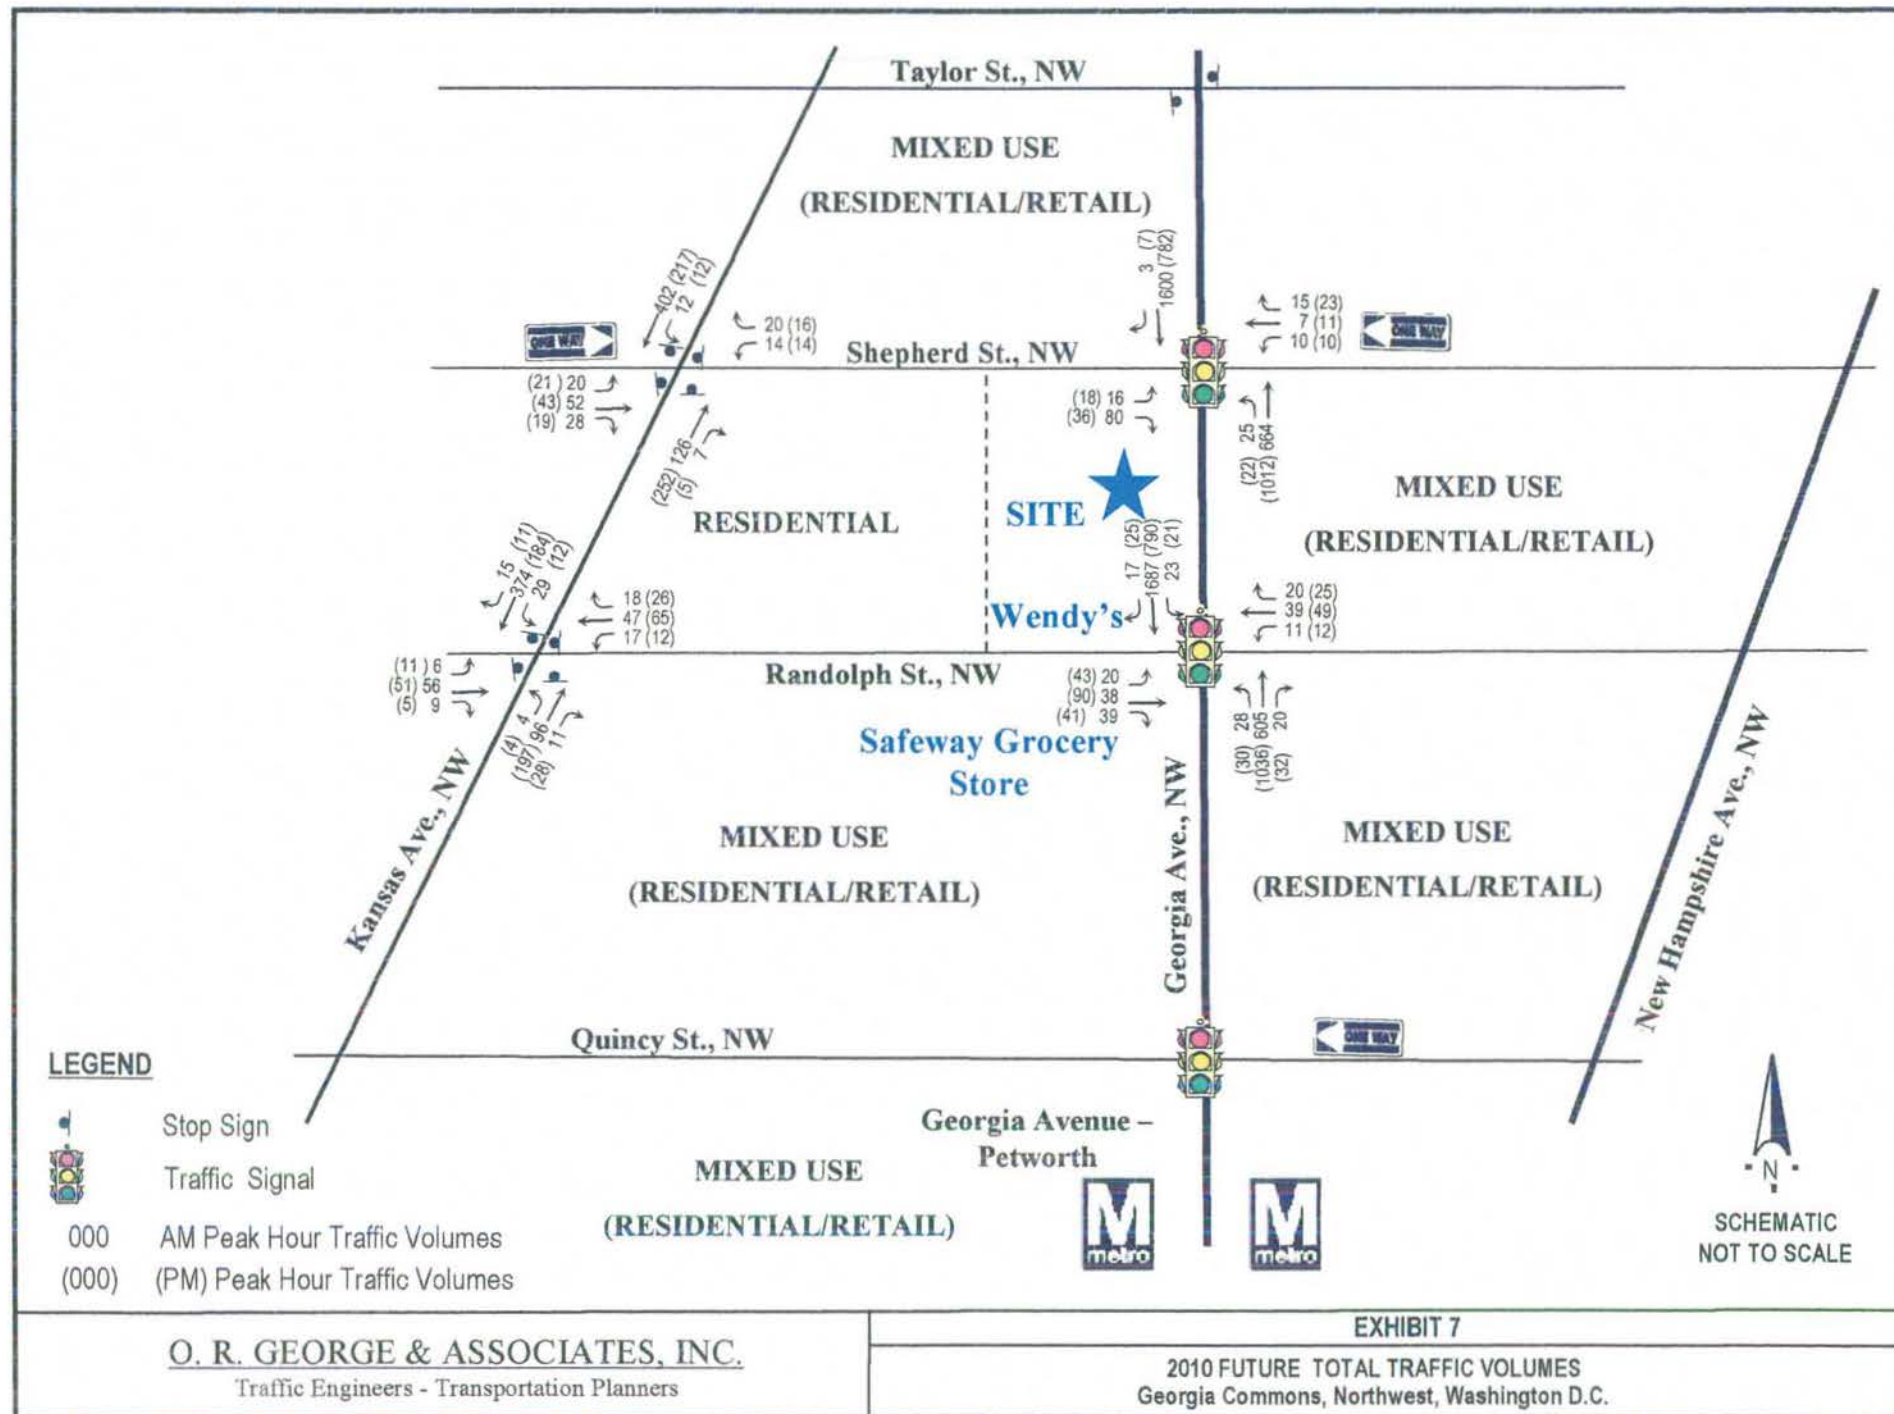 Taylor St., NW
MIXED USE
(RESIDENTIAL/RETAIL)
402 (217)
12 (12)
3 (7)
1600 (782)
20 (16)
14 (14)
15 (23)
7 (11)
10 (10)
ONE WAY
ONE WAY
Shepherd St., NW
(21 ) 20
(43) 52
(19) 28
(252) 126
(5) 7
(18) 16
(36) 80
(22) 25
(1012) 664
RESIDENTIAL
SITE
MIXED USE
(RESIDENTIAL/RETAIL)
15 (11)
374 (184)
29 (12)
17 (25)
1687 (790)
23 (21)
18 (26)
47 (65)
17 (12)
Wendy's
20 (25)
39 (49)
11 (12)
(11 ) 6
(51) 56
(5) 9
Randolph St., NW
(4) 4
(197) 96
(28) 11
(43) 20
(90) 38
(41) 39
(30) 28
(1036) 605
(32) 20
Safeway Grocery
Store
Kansas Ave., NW
Georgia Ave., NW
New Hampshire Ave., NW
MIXED USE
(RESIDENTIAL/RETAIL)
MIXED USE
(RESIDENTIAL/RETAIL)
Quincy St., NW
ONE WAY
Georgia Avenue –
Petworth
MIXED USE
(RESIDENTIAL/RETAIL)
M
metro
M
metro
LEGEND
Stop Sign
Traffic Signal
000 AM Peak Hour Traffic Volumes
(000) (PM) Peak Hour Traffic Volumes
N
SCHEMATIC
NOT TO SCALE
O. R. GEORGE & ASSOCIATES, INC.
Traffic Engineers - Transportation Planners
EXHIBIT 7
2010 FUTURE TOTAL TRAFFIC VOLUMES
Georgia Commons, Northwest, Washington D.C.